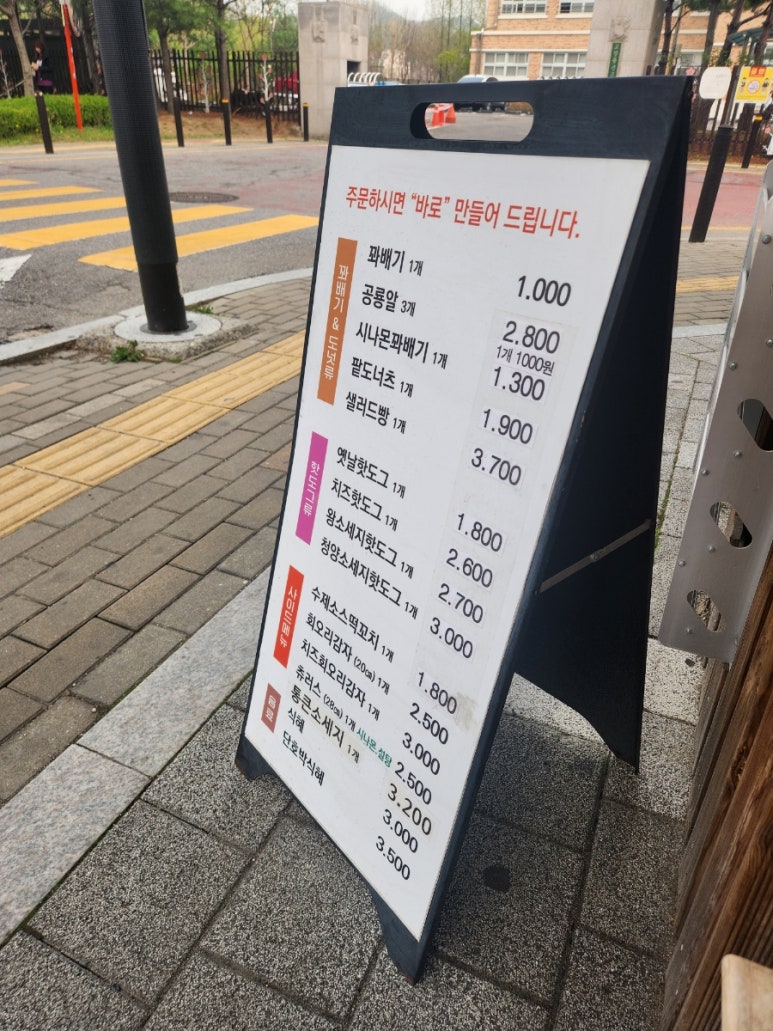 주문하시면 "바로" 만들어 드립니다.
꽈배기 & 도넛류
꽈배기 1개 1.000
공룡알 3개 2.800
1개 1000원
시나몬꽈배기 1개 1.300
팥도너츠 1개 1.900
샐러드빵 1개 3.700
핫도그류
옛날핫도그 1개 1.800
치즈핫도그 1개 2.600
왕소세지핫도그 1개 2.700
청양소세지핫도그 1개 3.000
사이드메뉴
수제소스떡꼬치 1개 1.800
회오리감자 (20㎝) 1개 2.500
치즈회오리감자 1개 3.000
츄러스 (28㎝) 1개 시나몬.설탕 2.500
통큰소세지 1개 3.200
음료
식혜 3.000
단호박식혜 3.500